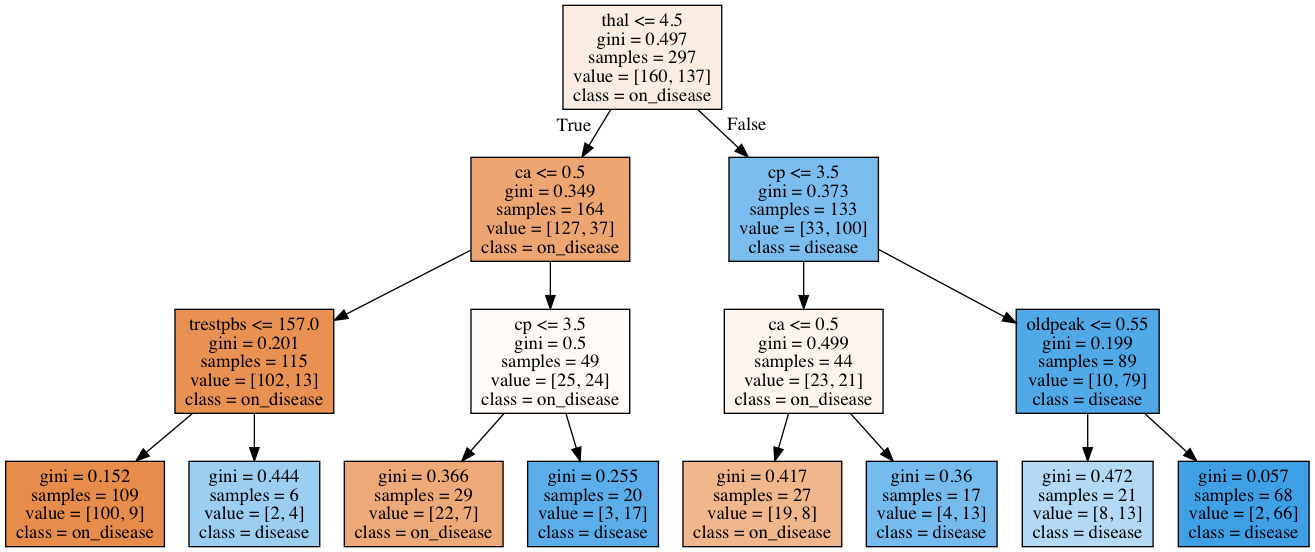 thal <= 4.5
gini = 0.497
samples = 297
value = [160, 137]
class = on_disease
True
False
ca <= 0.5
gini = 0.349
samples = 164
value = [127, 37]
class = on_disease
cp <= 3.5
gini = 0.373
samples = 133
value = [33, 100]
class = disease
trestpbs <= 157.0
gini = 0.201
samples = 115
value = [102, 13]
class = on_disease
cp <= 3.5
gini = 0.5
samples = 49
value = [25, 24]
class = on_disease
ca <= 0.5
gini = 0.499
samples = 44
value = [23, 21]
class = on_disease
oldpeak <= 0.55
gini = 0.199
samples = 89
value = [10, 79]
class = disease
gini = 0.152
samples = 109
value = [100, 9]
class = on_disease
gini = 0.444
samples = 6
value = [2, 4]
class = disease
gini = 0.366
samples = 29
value = [22, 7]
class = on_disease
gini = 0.255
samples = 20
value = [3, 17]
class = disease
gini = 0.417
samples = 27
value = [19, 8]
class = on_disease
gini = 0.36
samples = 17
value = [4, 13]
class = disease
gini = 0.472
samples = 21
value = [8, 13]
class = disease
gini = 0.057
samples = 68
value = [2, 66]
class = disease